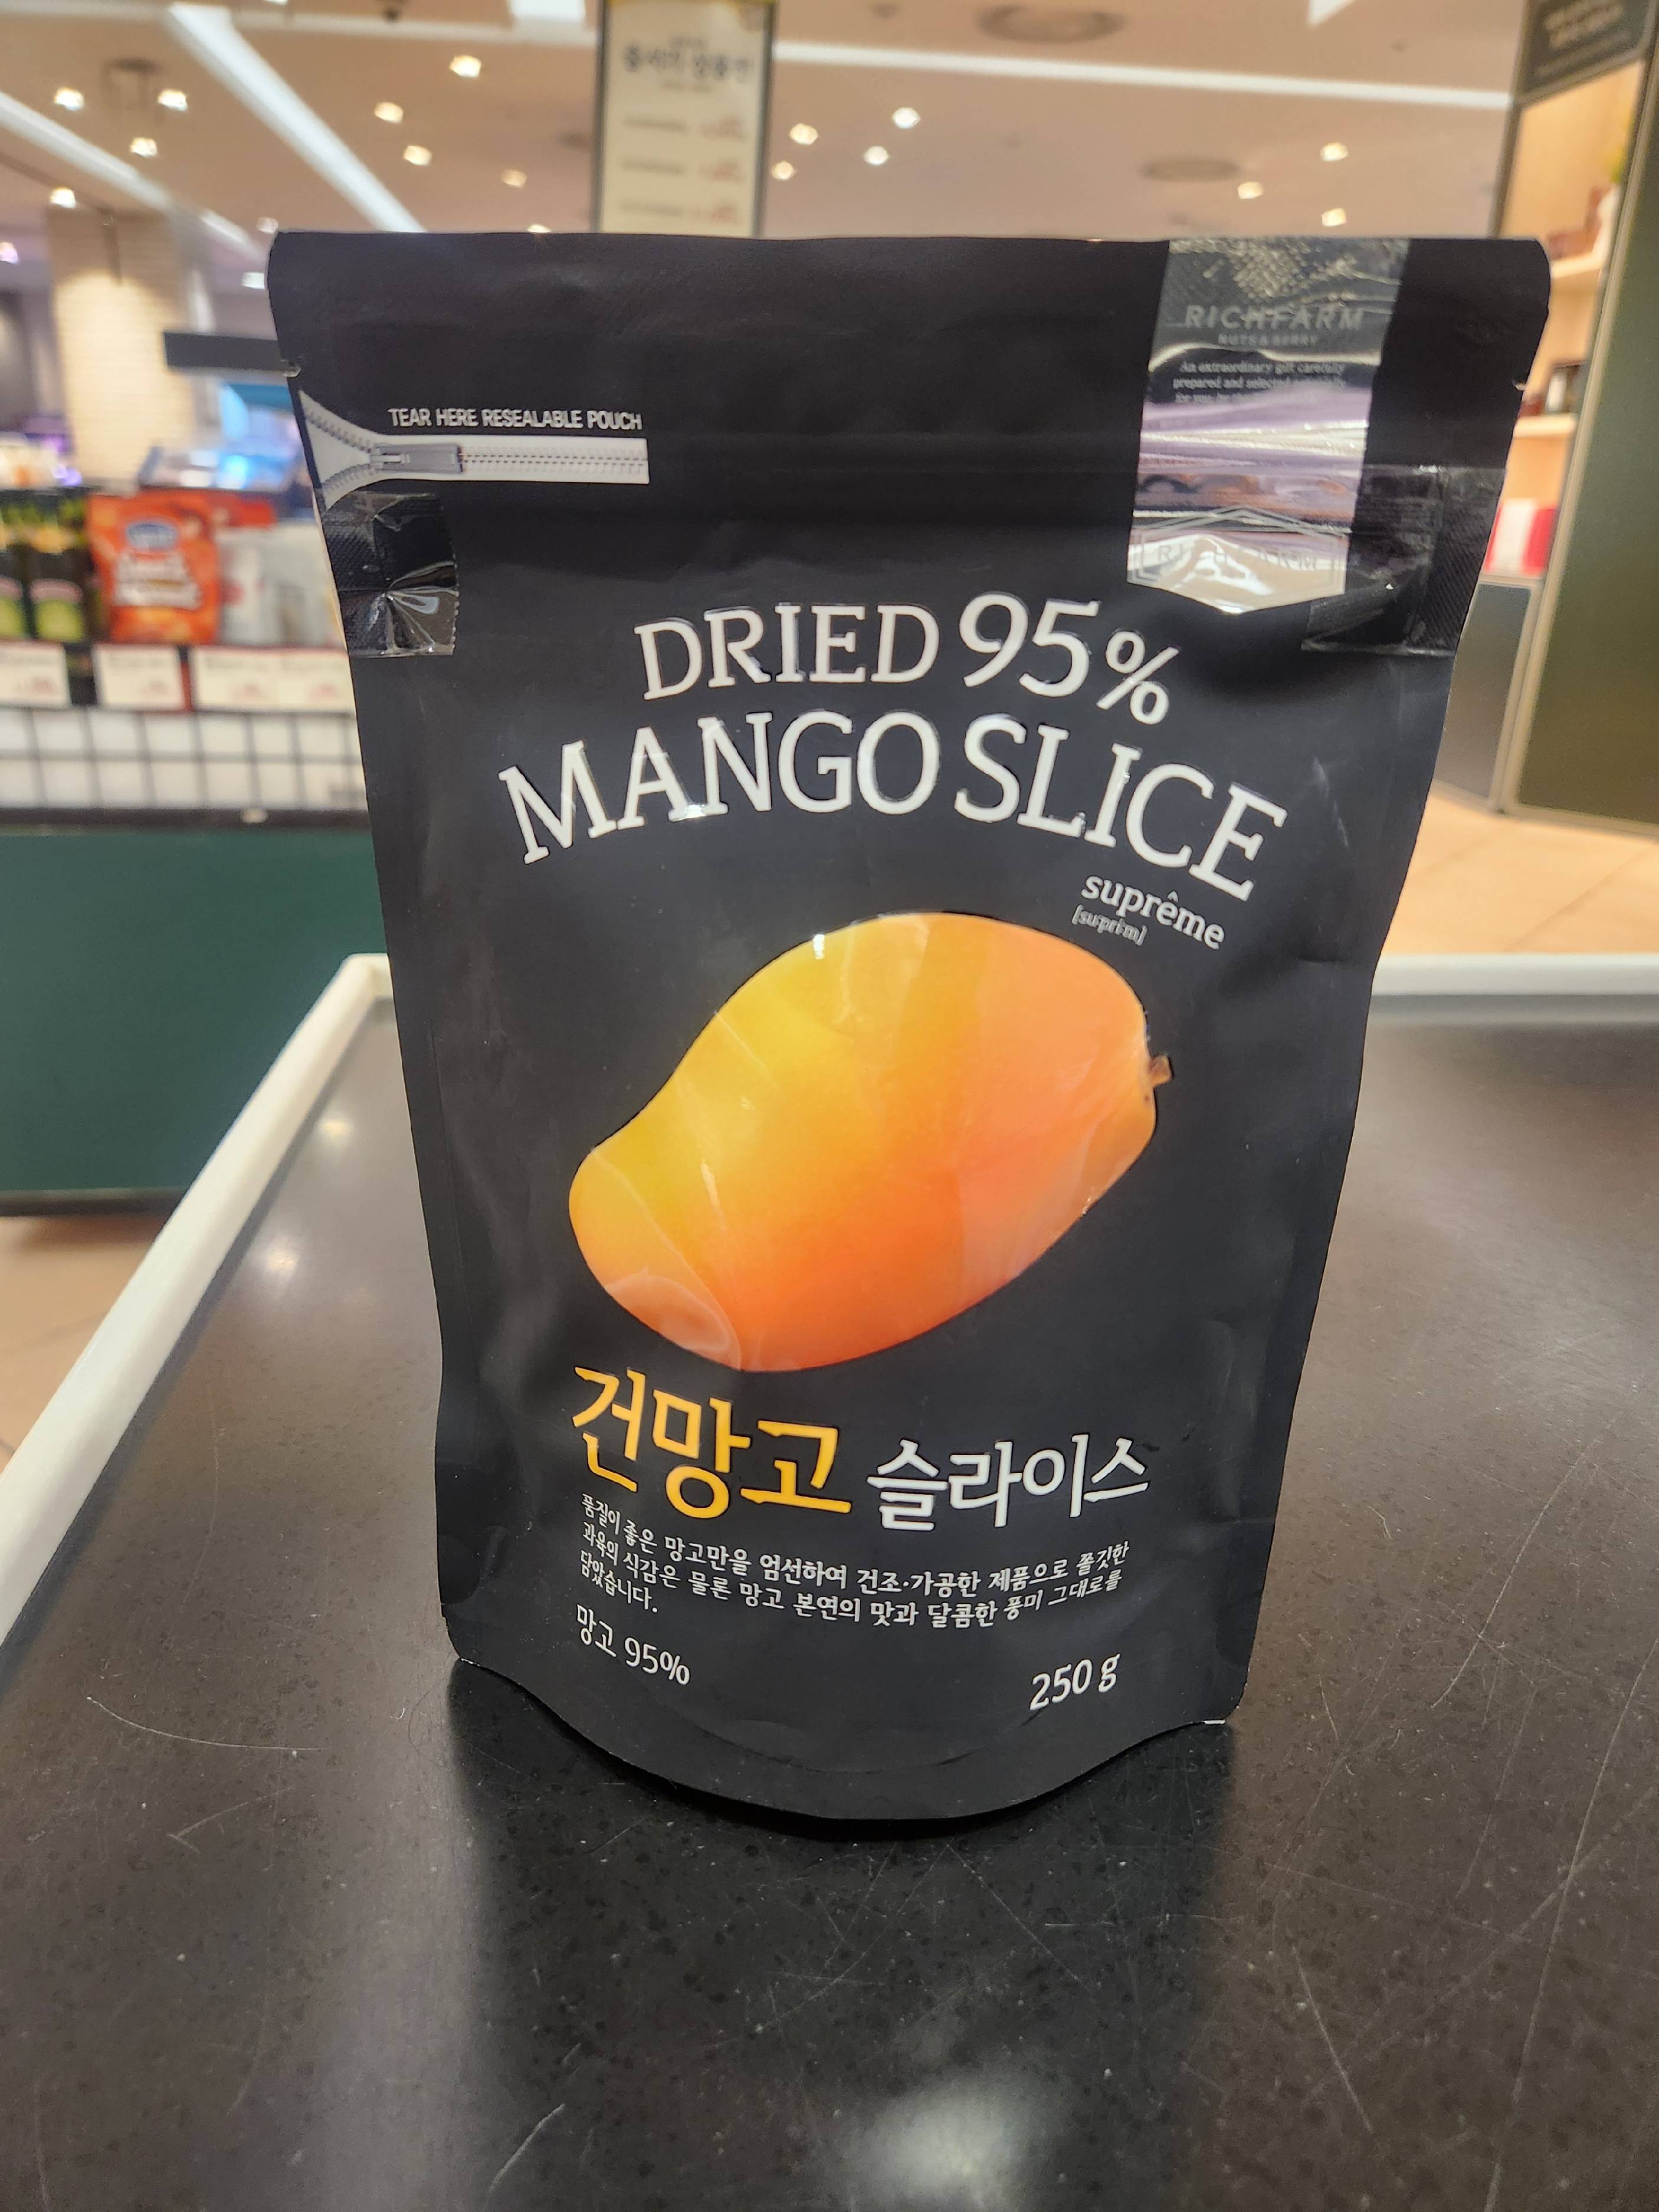 RICHFARM
NUTS & BERRY
An extraordinary gift carefully
prepared and selected
TEAR HERE RESEALABLE POUCH
RICHFARM
DRIED 95%
MANGO SLICE
suprême
건망고 슬라이스
품질이 좋은 망고만을 엄선하여 건조·가공한 제품으로 쫄깃한
과육의 식감은 물론 망고 본연의 맛과 달콤한 풍미 그대로를
담았습니다.
망고 95%
250 g